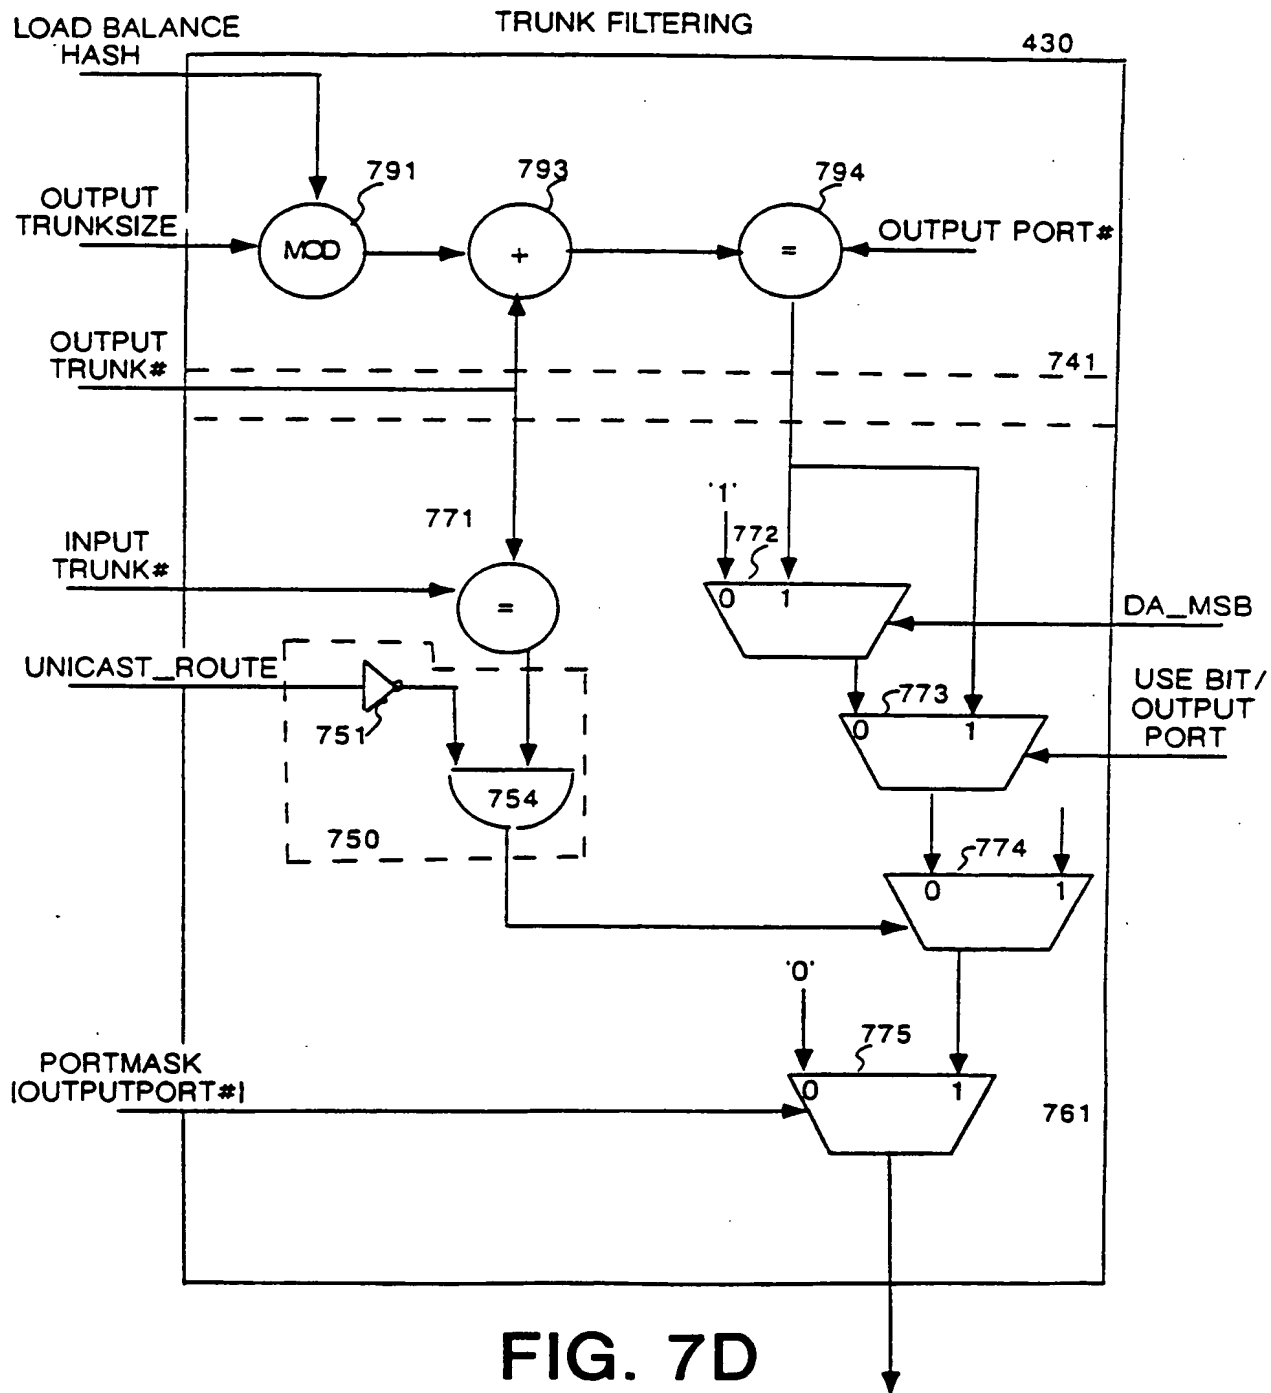 TRUNK FILTERING
LOAD BALANCE
HASH
430
791
793
794
OUTPUT
TRUNKSIZE
MOD
+
=
OUTPUT PORT#
OUTPUT
TRUNK#
741
'1'
771
772
INPUT
TRUNK#
=
0 1
DA_MSB
UNICAST_ROUTE
751
773
0 1
USE BIT/
OUTPUT
PORT
754
750
774
0 1
'0'
775
PORTMASK
[OUTPUTPORT#]
0 1
761
FIG. 7D